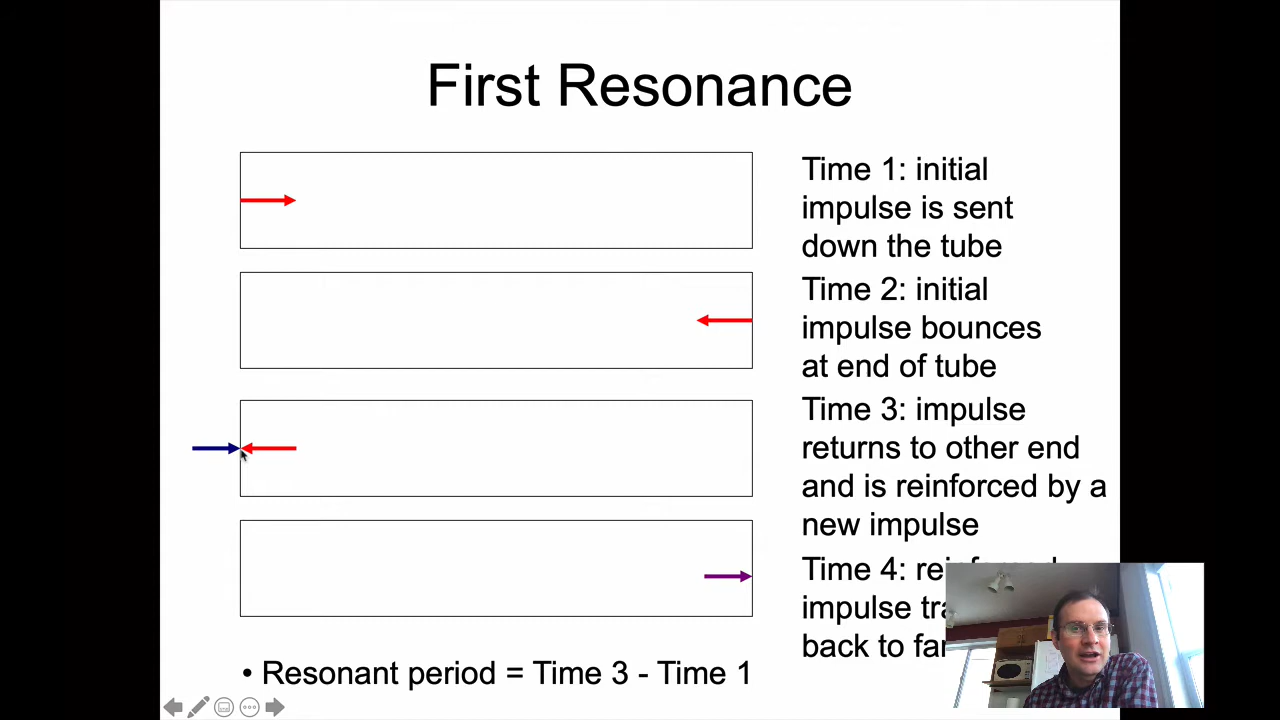 First Resonance
Time 1: initial
impulse is sent
down the tube
Time 2: initial
impulse bounces
at end of tube
Time 3: impulse
returns to other end
and is reinforced by a
new impulse
Time 4:
impulse
back to
• Resonant period = Time 3 - Time 1